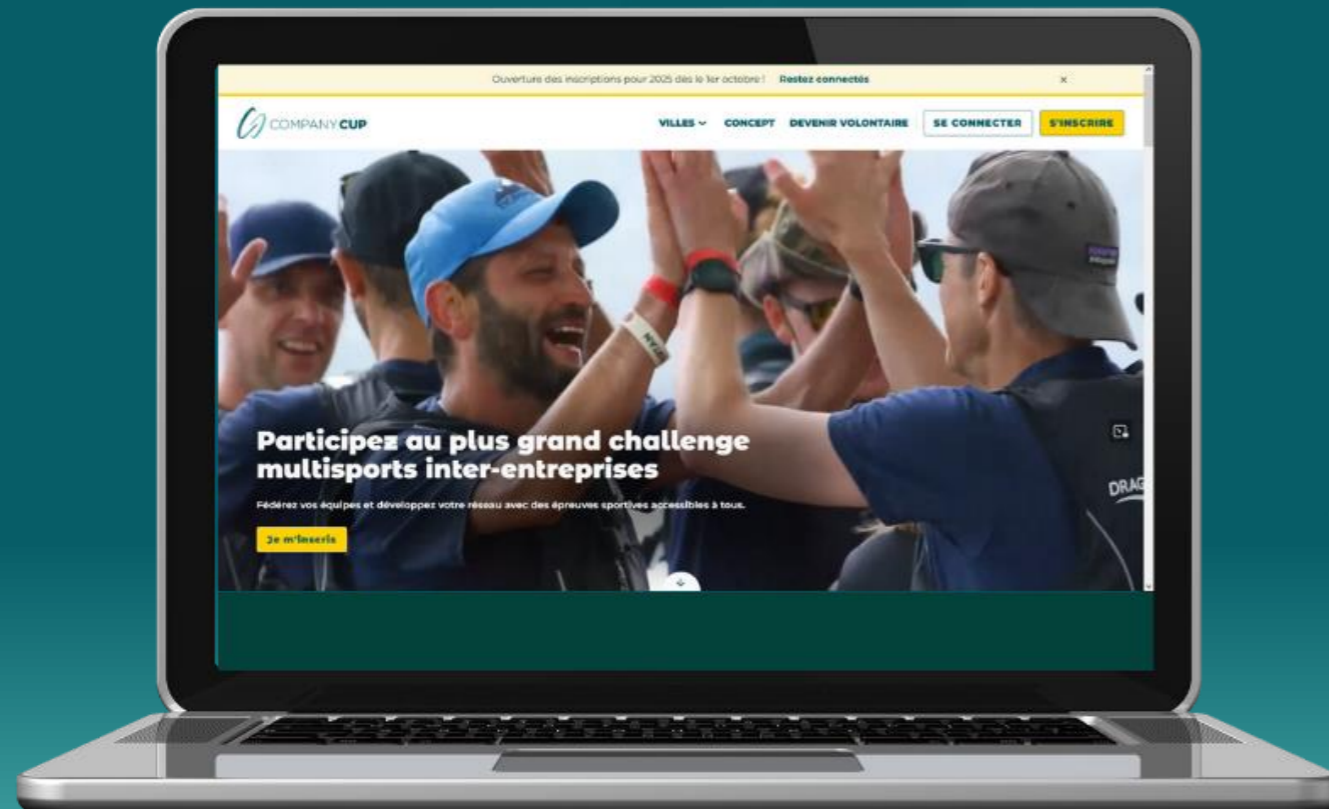 Ouverture des inscriptions pour 2025 dès le 1er octobre ! Restez connectés ×
COMPANY CUP VILLES CONCEPT DEVENIR VOLONTAIRE SE CONNECTER S'INSCRIRE
Participez au plus grand challenge
multisports inter-entreprises
Fédérez vos équipes et développez votre réseau avec des épreuves sportives accessibles à tous.
Je m'inscris
DRAG